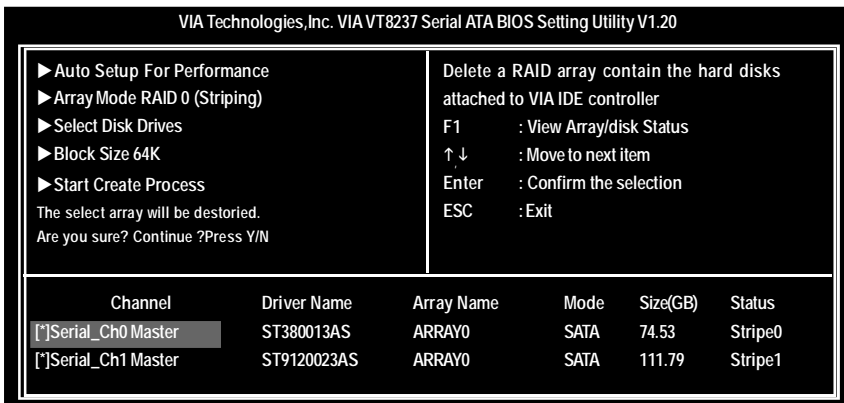 VIA Technologies,Inc. VIA VT8237 Serial ATA BIOS Setting Utility V1.20
▶Auto Setup For Performance
▶Array Mode RAID 0 (Striping)
▶Select Disk Drives
▶Block Size 64K
▶Start Create Process
The select array will be destoried.
Are you sure? Continue ?Press Y/N
Delete a RAID array contain the hard disks
attached to VIA IDE controller
F1 : View Array/disk Status
↑,↓ : Move to next item
Enter : Confirm the selection
ESC : Exit
Channel Driver Name Array Name Mode Size(GB) Status
[*]Serial_Ch0 Master ST380013AS ARRAY0 SATA 74.53 Stripe0
[*]Serial_Ch1 Master ST9120023AS ARRAY0 SATA 111.79 Stripe1